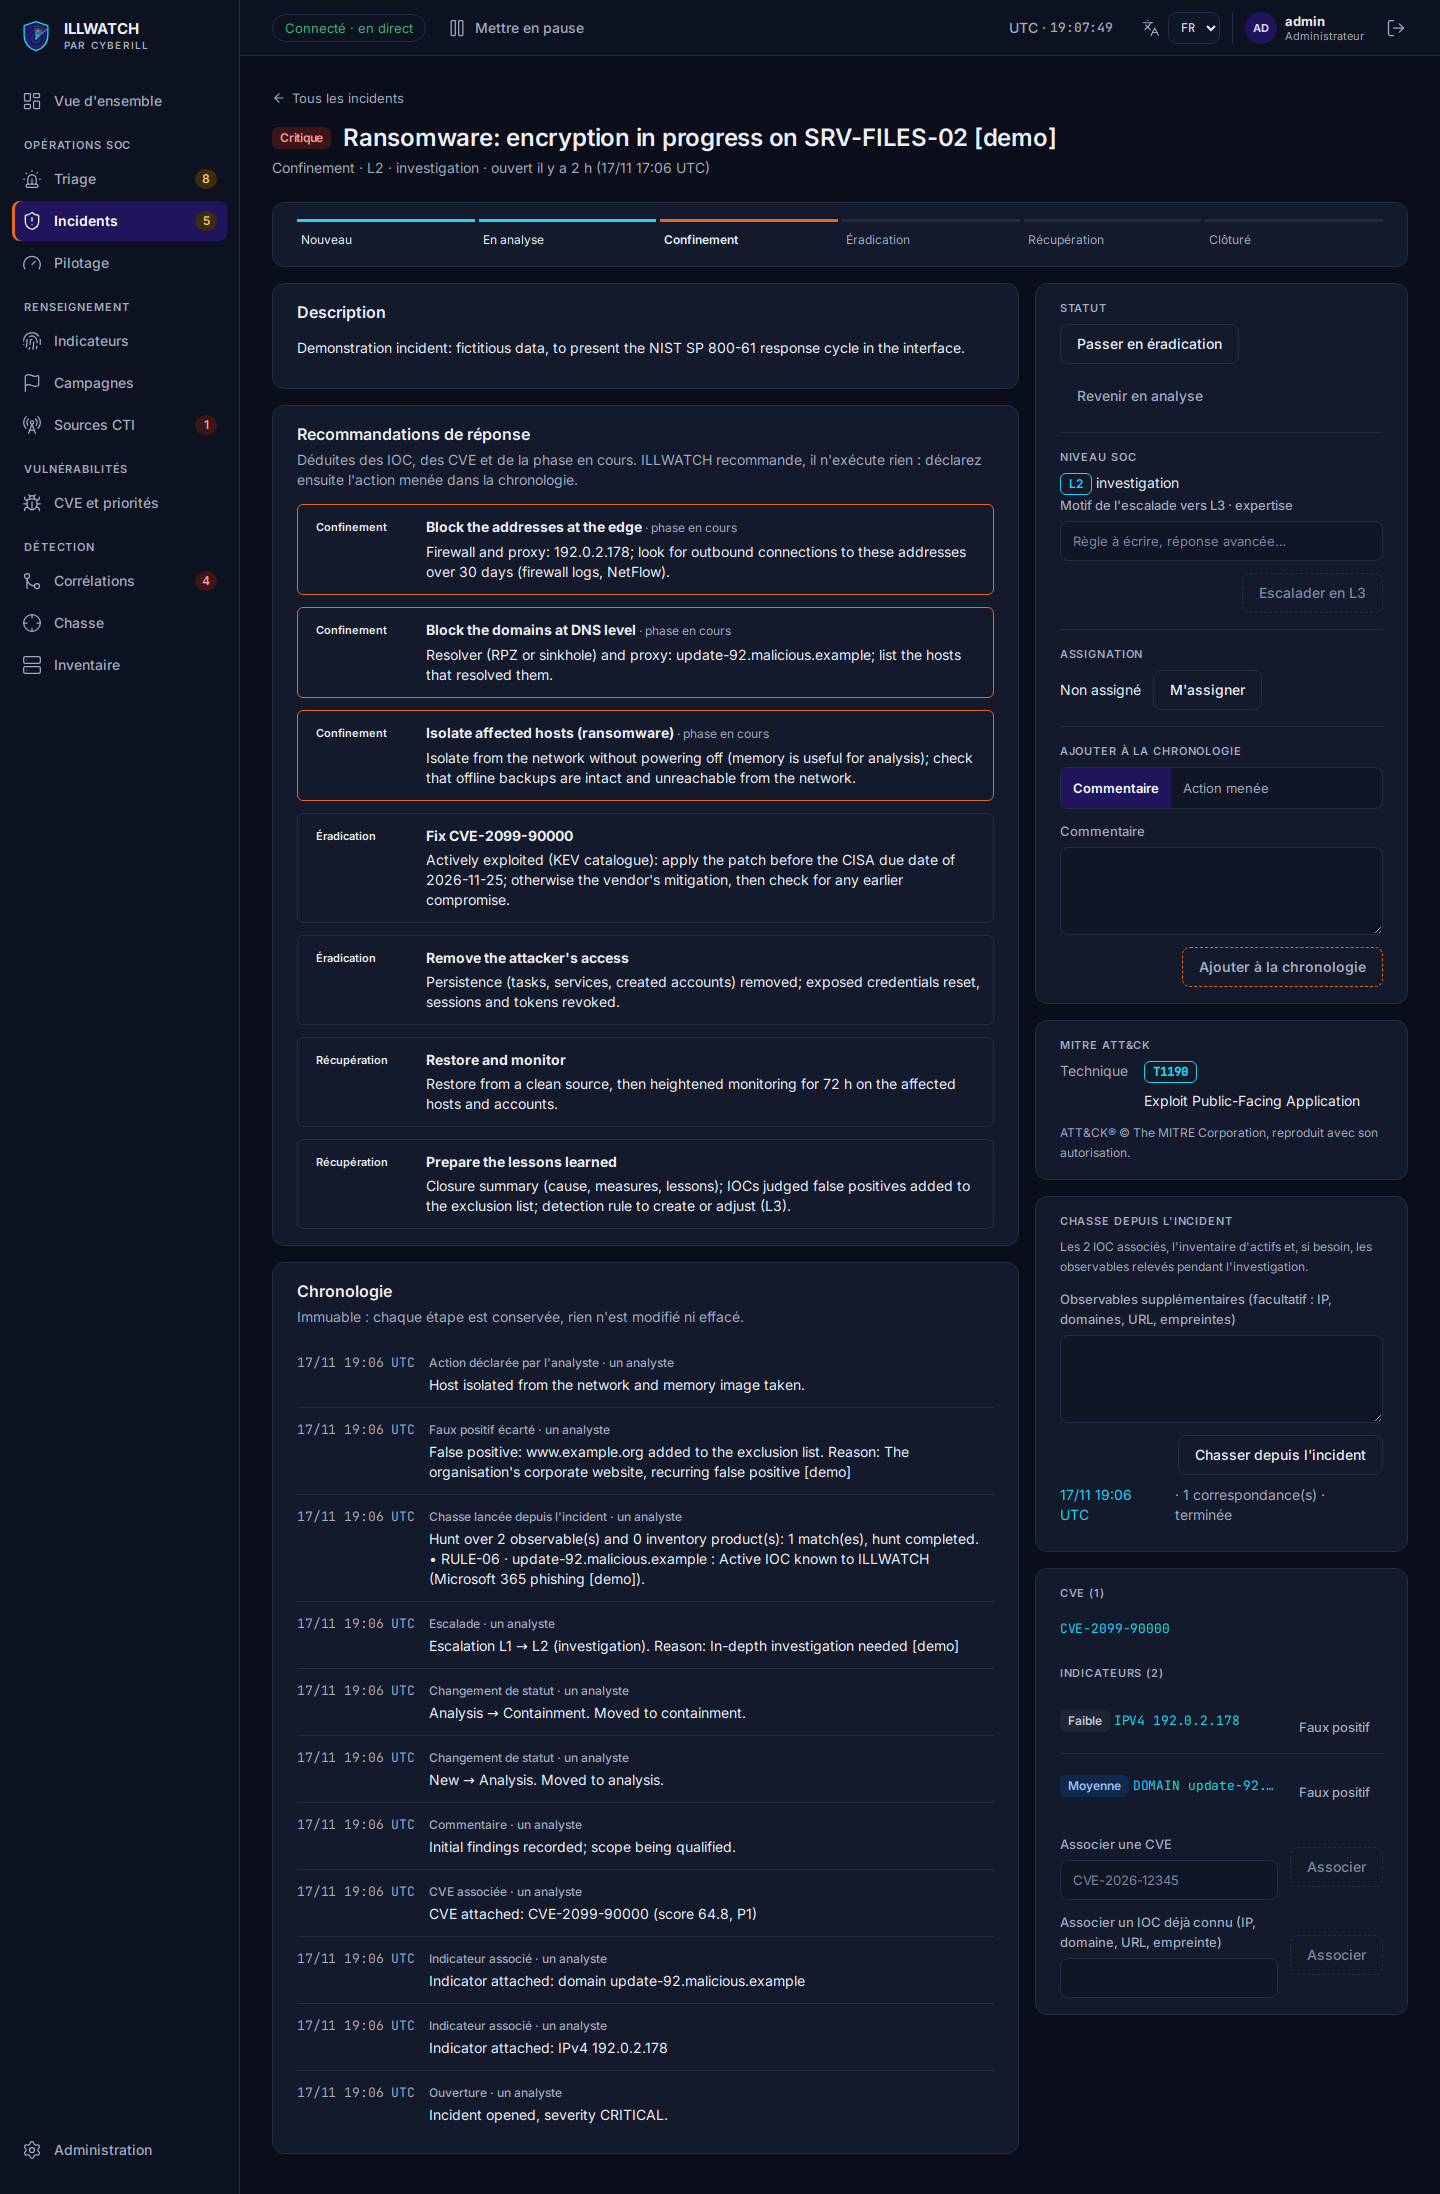 ILLWATCH
PAR CYBERILL
Vue d'ensemble
OPÉRATIONS SOC
Triage
8
Incidents
5
Pilotage
RENSEIGNEMENT
Indicateurs
Campagnes
Sources CTI
1
VULNÉRABILITÉS
CVE et priorités
DÉTECTION
Corrélations
4
Chasse
Inventaire
Administration
Connecté · en direct
Mettre en pause
UTC · 19:07:49
FR
AD
admin
Administrateur
← Tous les incidents
Critique
Ransomware: encryption in progress on SRV-FILES-02 [demo]
Confinement · L2 · investigation · ouvert il y a 2 h (17/11 17:06 UTC)
Nouveau
En analyse
Confinement
Éradication
Récupération
Clôturé
Description
Demonstration incident: fictitious data, to present the NIST SP 800-61 response cycle in the interface.
Recommandations de réponse
Déduites des IOC, des CVE et de la phase en cours. ILLWATCH recommande, il n'exécute rien : déclarez
ensuite l'action menée dans la chronologie.
Confinement
Block the addresses at the edge · phase en cours
Firewall and proxy: 192.0.2.178; look for outbound connections to these addresses
over 30 days (firewall logs, NetFlow).
Confinement
Block the domains at DNS level · phase en cours
Resolver (RPZ or sinkhole) and proxy: update-92.malicious.example; list the hosts
that resolved them.
Confinement
Isolate affected hosts (ransomware) · phase en cours
Isolate from the network without powering off (memory is useful for analysis); check
that offline backups are intact and unreachable from the network.
Éradication
Fix CVE-2099-90000
Actively exploited (KEV catalogue): apply the patch before the CISA due date of
2026-11-25; otherwise the vendor's mitigation, then check for any earlier
compromise.
Éradication
Remove the attacker's access
Persistence (tasks, services, created accounts) removed; exposed credentials reset,
sessions and tokens revoked.
Récupération
Restore and monitor
Restore from a clean source, then heightened monitoring for 72 h on the affected
hosts and accounts.
Récupération
Prepare the lessons learned
Closure summary (cause, measures, lessons); IOCs judged false positives added to
the exclusion list; detection rule to create or adjust (L3).
Chronologie
Immuable : chaque étape est conservée, rien n'est modifié ni effacé.
17/11 19:06 UTC
Action déclarée par l'analyste · un analyste
Host isolated from the network and memory image taken.
17/11 19:06 UTC
Faux positif écarté · un analyste
False positive: www.example.org added to the exclusion list. Reason: The
organisation's corporate website, recurring false positive [demo]
17/11 19:06 UTC
Chasse lancée depuis l'incident · un analyste
Hunt over 2 observable(s) and 0 inventory product(s): 1 match(es), hunt completed.
• RULE-06 · update-92.malicious.example : Active IOC known to ILLWATCH
(Microsoft 365 phishing [demo]).
17/11 19:06 UTC
Escalade · un analyste
Escalation L1 → L2 (investigation). Reason: In-depth investigation needed [demo]
17/11 19:06 UTC
Changement de statut · un analyste
Analysis → Containment. Moved to containment.
17/11 19:06 UTC
Changement de statut · un analyste
New → Analysis. Moved to analysis.
17/11 19:06 UTC
Commentaire · un analyste
Initial findings recorded; scope being qualified.
17/11 19:06 UTC
CVE associée · un analyste
CVE attached: CVE-2099-90000 (score 64.8, P1)
17/11 19:06 UTC
Indicateur associé · un analyste
Indicator attached: domain update-92.malicious.example
17/11 19:06 UTC
Indicateur associé · un analyste
Indicator attached: IPv4 192.0.2.178
17/11 19:06 UTC
Ouverture · un analyste
Incident opened, severity CRITICAL.
STATUT
Passer en éradication
Revenir en analyse
NIVEAU SOC
L2 investigation
Motif de l'escalade vers L3 · expertise
Règle à écrire, réponse avancée…
Escalader en L3
ASSIGNATION
Non assigné
M'assigner
AJOUTER À LA CHRONOLOGIE
Commentaire
Action menée
Commentaire
Ajouter à la chronologie
MITRE ATT&CK
Technique
T1190
Exploit Public-Facing Application
ATT&CK® © The MITRE Corporation, reproduit avec son
autorisation.
CHASSE DEPUIS L'INCIDENT
Les 2 IOC associés, l'inventaire d'actifs et, si besoin, les
observables relevés pendant l'investigation.
Observables supplémentaires (facultatif : IP,
domaines, URL, empreintes)
Chasser depuis l'incident
17/11 19:06
UTC
· 1 correspondance(s) ·
terminée
CVE (1)
CVE-2099-90000
INDICATEURS (2)
Faible
IPV4 192.0.2.178
Faux positif
Moyenne
DOMAIN update-92.…
Faux positif
Associer une CVE
CVE-2026-12345
Associer
Associer un IOC déjà connu (IP,
domaine, URL, empreinte)
Associer